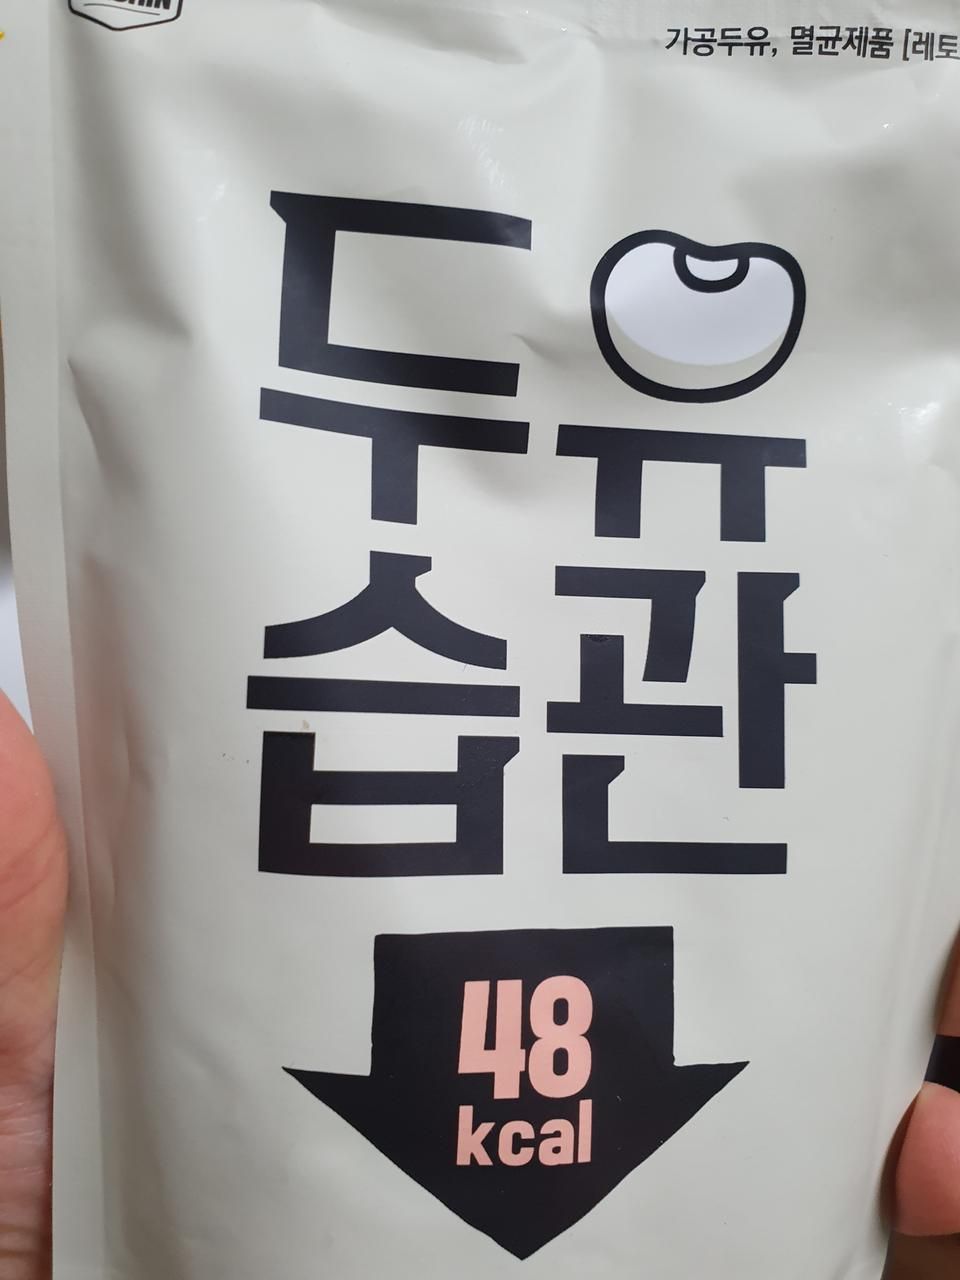 가공두유, 멸균제품 [레토
두유
습관
48
kcal